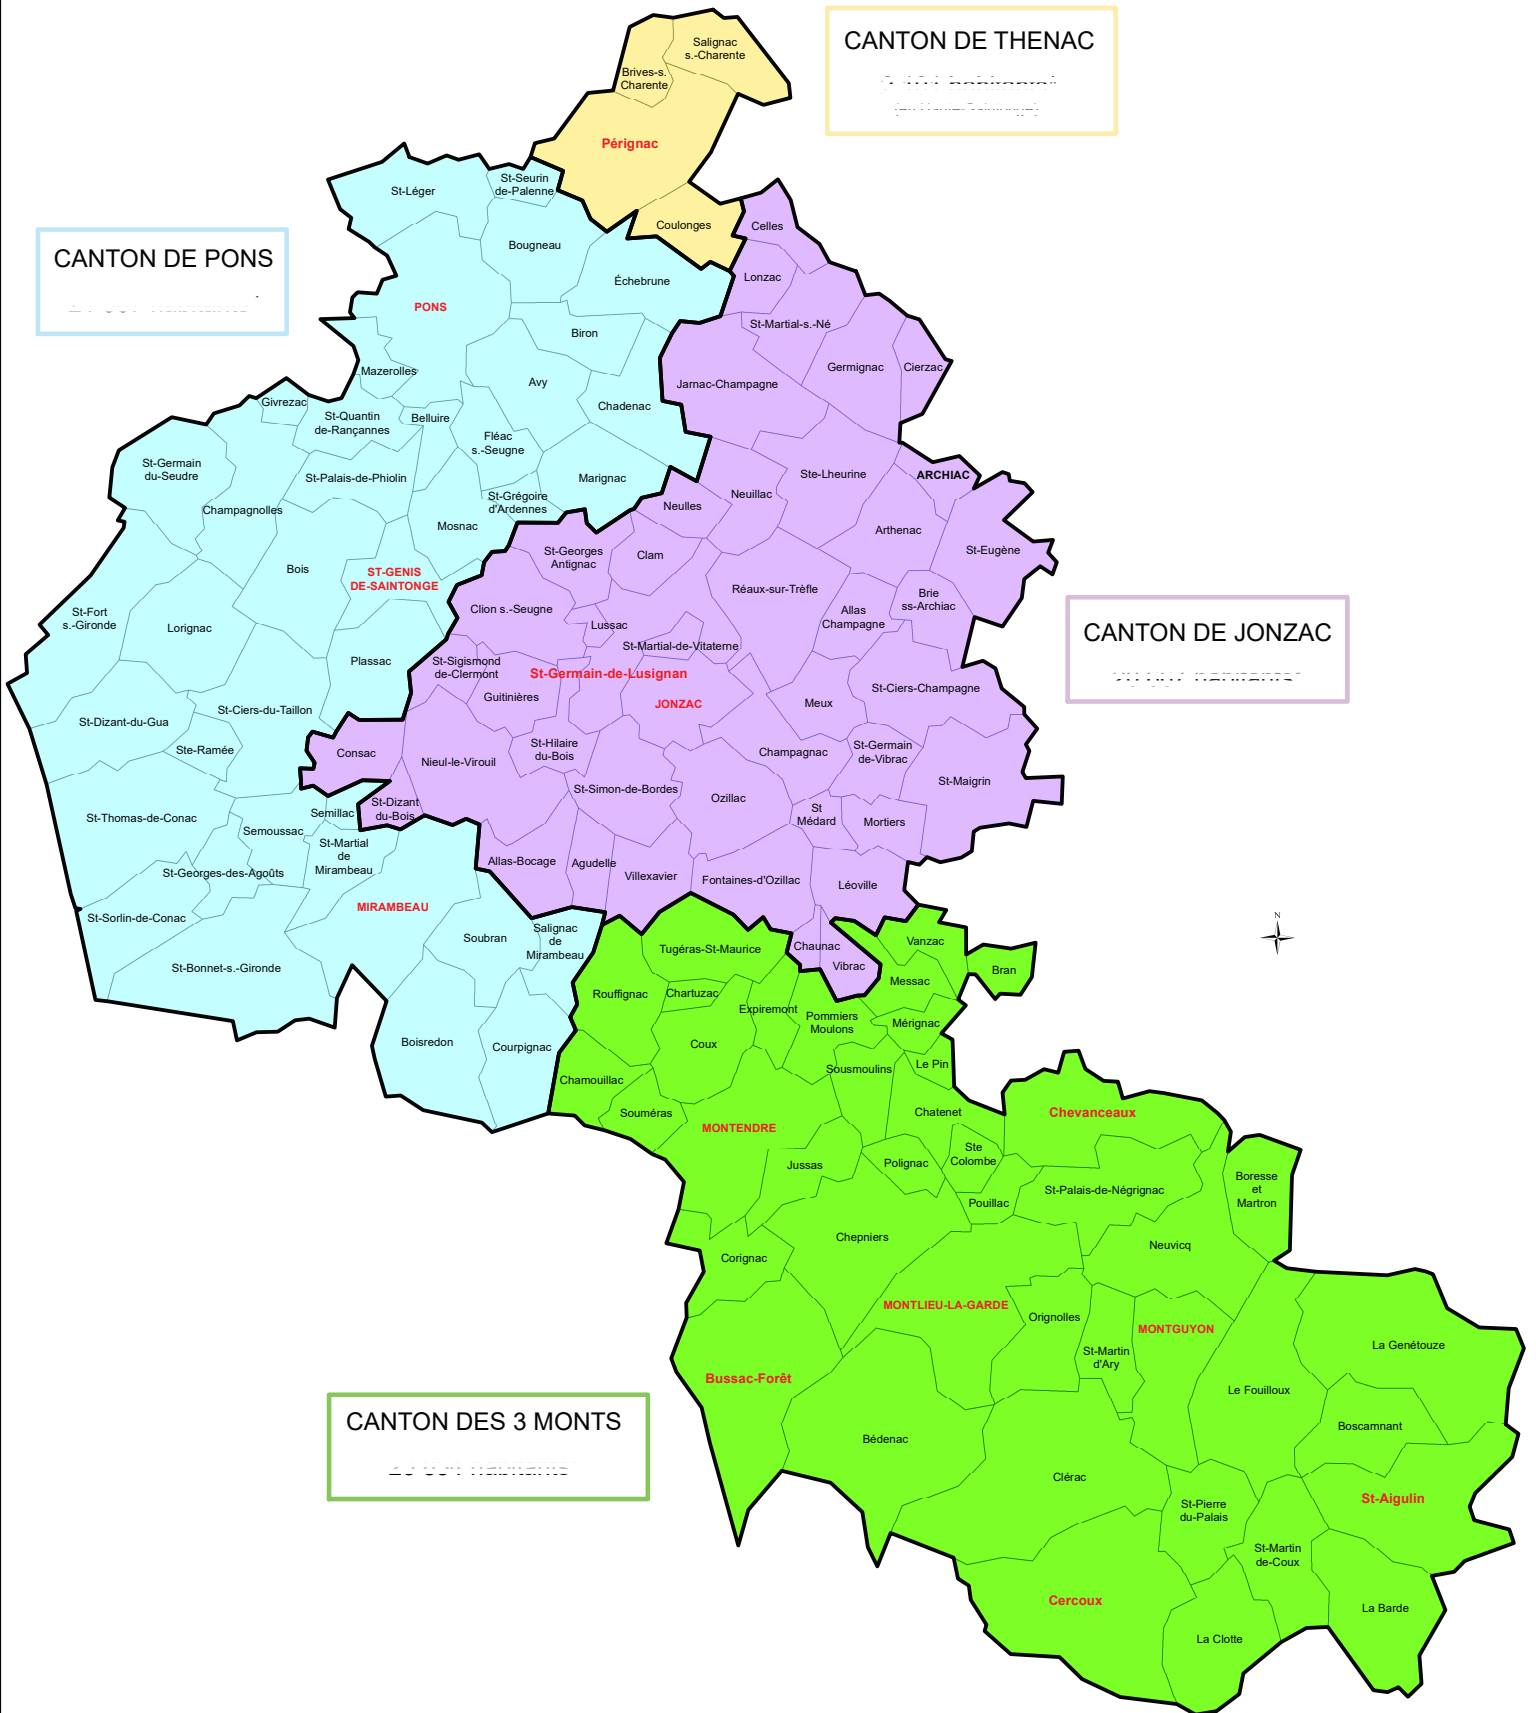 CANTON DE THENAC
Salignac
s.-Charente
Brives-s.
Charente
Pérignac
Coulonges
CANTON DE PONS
St-Léger
St-Seurin
de-Palenne
Bougneau
Échebrune
PONS
Biron
Mazerolles
Avy
Givrezac
St-Quantin
de-Rançannes
Belluire
Chadenac
Fléac
s.-Seugne
St-Germain
du-Seudre
St-Palais-de-Phiolin
Marignac
St-Grégoire
d'Ardennes
Champagnolles
Mosnac
Bois
ST-GENIS
DE-SAINTONGE
St-Fort
s.-Gironde
Lorignac
Plassac
St-Dizant-du-Gua
St-Ciers-du-Taillon
Ste-Ramée
St-Thomas-de-Conac
Semillac
Semoussac
St-Martial
de
Mirambeau
St-Georges-des-Agoûts
MIRAMBEAU
St-Sorlin-de-Conac
Soubran
Salignac
de
Mirambeau
St-Bonnet-s.-Gironde
Boisredon
Courpignac
CANTON DE JONZAC
Celles
Lonzac
St-Martial-s.-Né
Germignac
Cierzac
Jarnac-Champagne
Ste-Lheurine
ARCHIAC
Neuillac
Neulles
Arthenac
St-Eugène
St-Georges
Antignac
Clam
Réaux-sur-Trèfle
Brie
ss-Archiac
Clion s.-Seugne
Allas
Champagne
Lussac
St-Martial-de-Vitaterne
St-Sigismond
de-Clermont
St-Germain-de-Lusignan
Guitinières
JONZAC
Meux
St-Ciers-Champagne
Consac
Nieul-le-Virouil
St-Hilaire
du-Bois
Champagnac
St-Germain
de-Vibrac
St-Maigrin
St-Simon-de-Bordes
Ozillac
St-Dizant
du-Bois
St
Médard
Mortiers
Allas-Bocage
Agudelle
Villexavier
Fontaines-d'Ozillac
Léoville
Chaunac
Vibrac
N
CANTON DES 3 MONTS
Tugéras-St-Maurice
Vanzac
Bran
Messac
Rouffignac
Chartuzac
Expiremont
Pommiers
Moulons
Mérignac
Coux
Le Pin
Sousmoulins
Chamouillac
Souméras
Chatenet
Chevanceaux
MONTENDRE
Ste
Colombe
Jussas
Polignac
Boresse
et
Martron
St-Palais-de-Négrignac
Pouillac
Chepniers
Neuvicq
Corignac
MONTLIEU-LA-GARDE
Orignolles
MONTGUYON
St-Martin
d'Ary
La Genétouze
Bussac-Forêt
Le Fouilloux
Boscamnant
Bédenac
Clérac
St-Aigulin
St-Pierre
du-Palais
St-Martin
de-Coux
Cercoux
La Barde
La Clotte